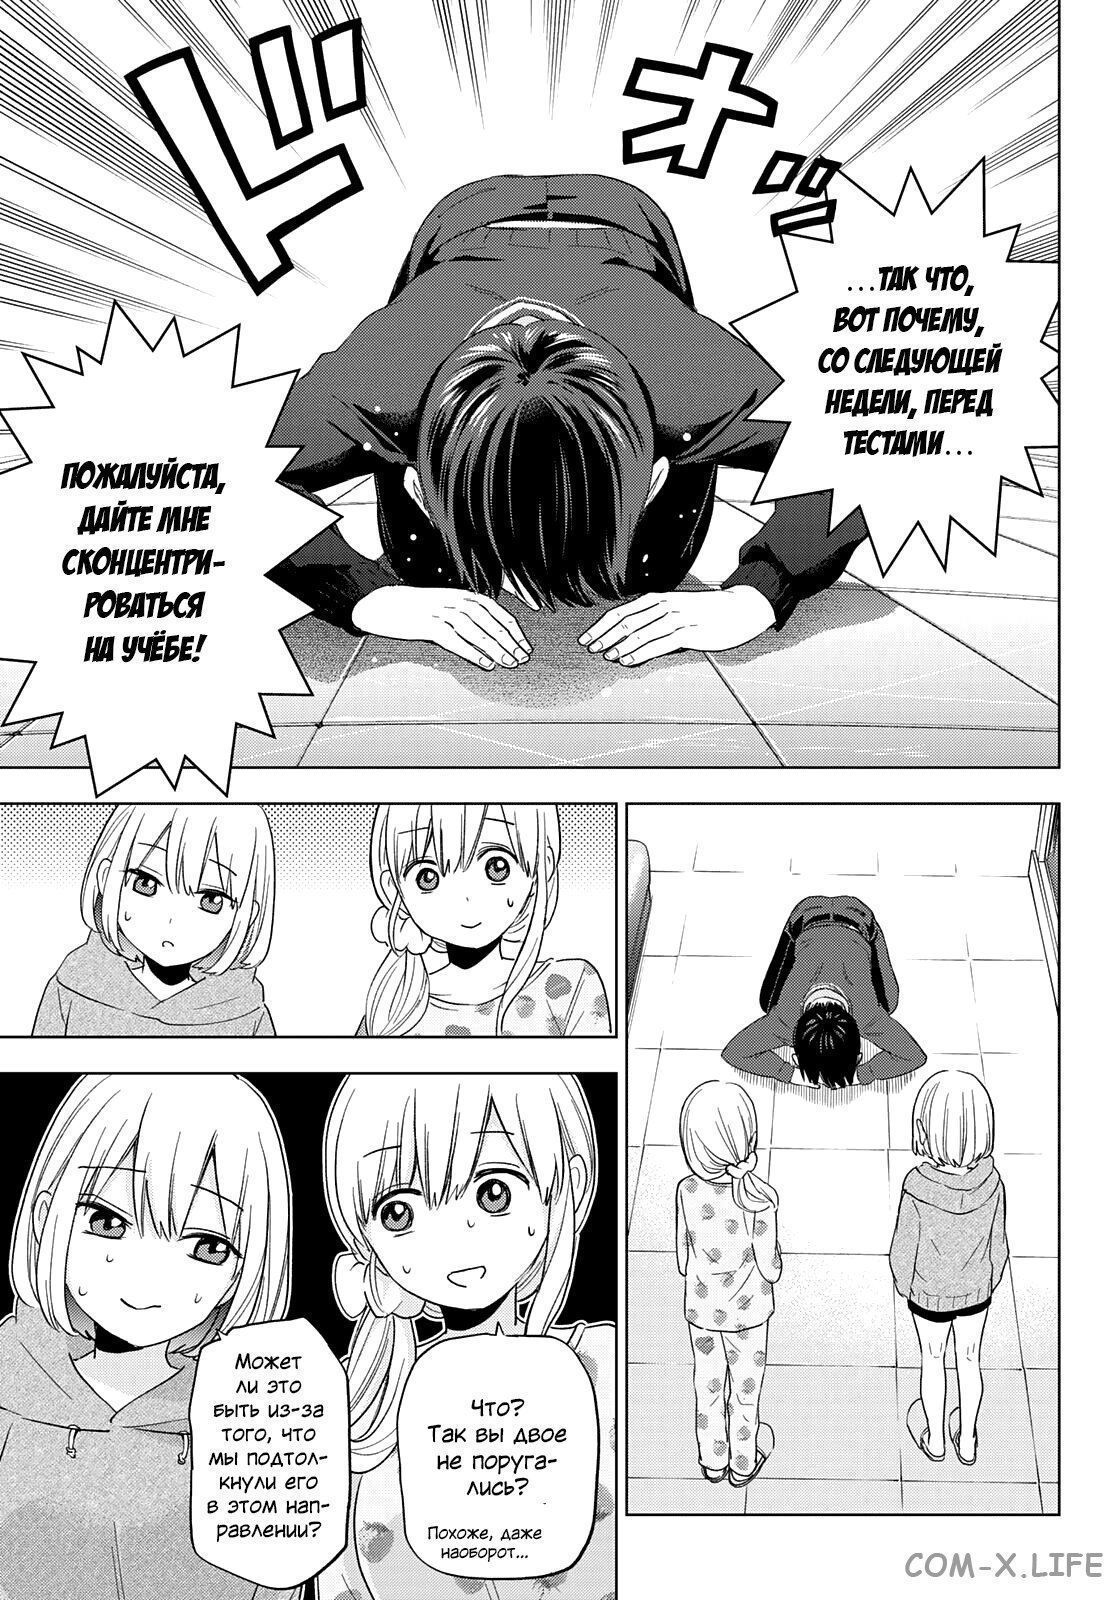 ドオン
…ТАК ЧТО,
ВОТ ПОЧЕМУ,
СО СЛЕДУЮЩЕЙ
НЕДЕЛИ, ПЕРЕД
ТЕСТАМИ…
ПОЖАЛУЙСТА,
ДАЙТЕ МНЕ
СКОНЦЕНТРИ-
РОВАТЬСЯ
НА УЧЁБЕ!
Что?
Так вы двое
не поруга-
лись?
Похоже, даже
наоборот...
Может
ли это
быть из-за
того, что
мы подтол-
кнули его
в этом нап-
равлении?
COM-X.LIFE